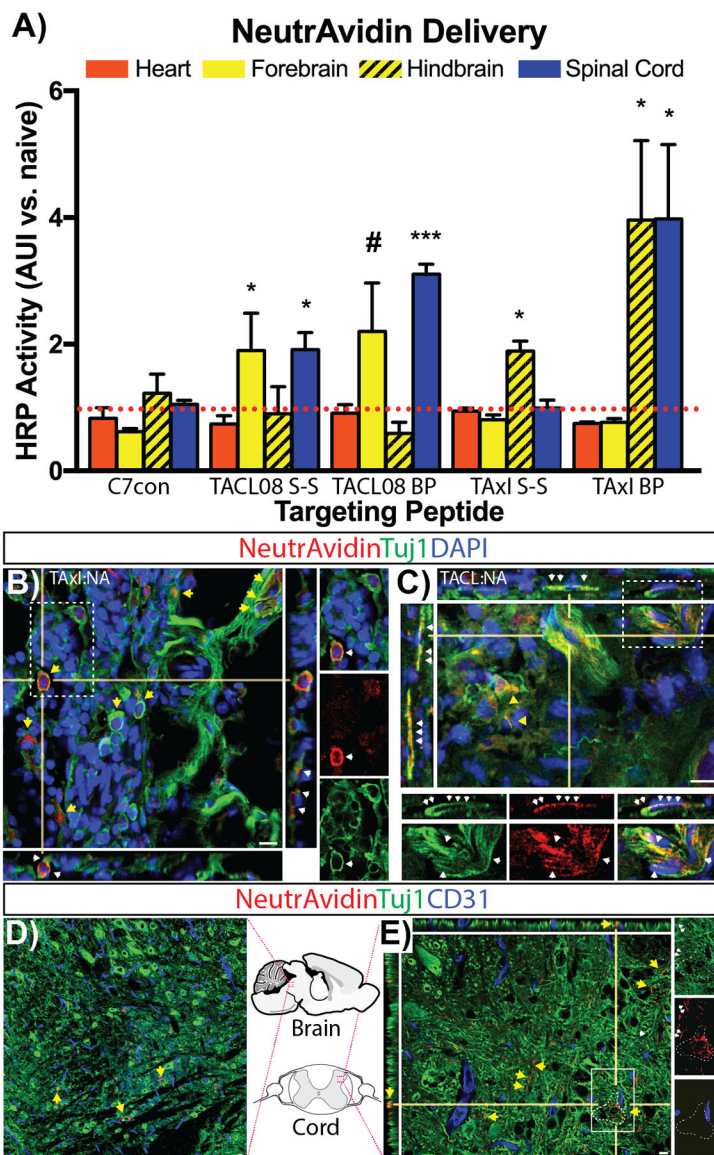 A)
NeutrAvidin Delivery
Heart Forebrain Hindbrain Spinal Cord
HRP Activity (AUI vs. naive)
6
4
2
0
* * # *** * * *
C7con TACL08 S-S TACL08 BP TAxI S-S TAxI BP
Targeting Peptide
NeutrAvidinTuj1DAPI
B) TAxI:NA
C) TACL:NA
NeutrAvidinTuj1CD31
D)
Brain
Cord
E)